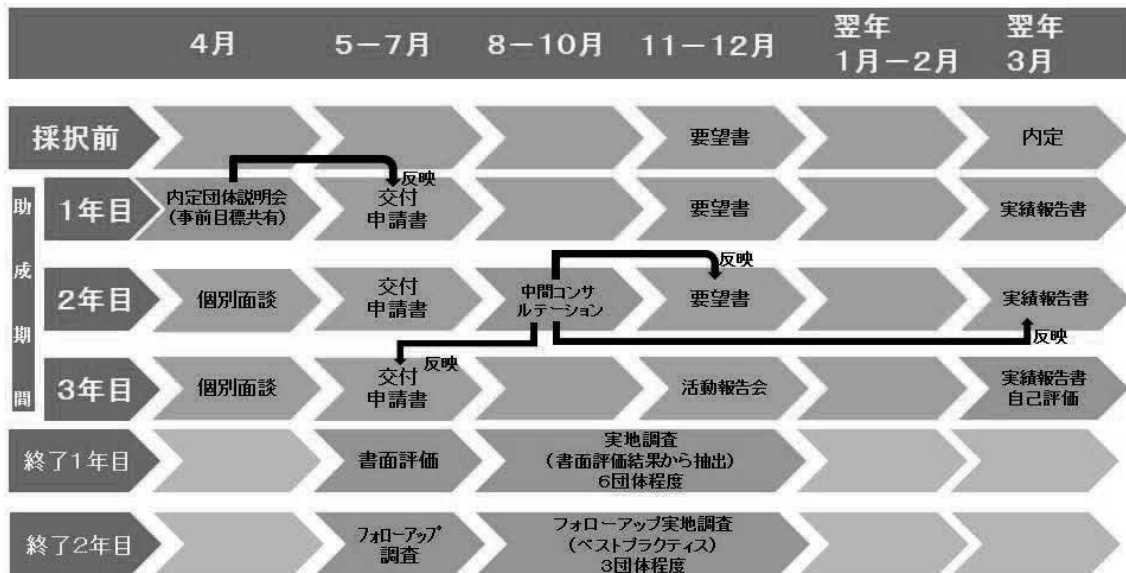 4月
5－7月
8－10月
11－12月
翌年
1月－2月
翌年
3月
採択前
要望書
内定
助成期間
1年目
内定団体説明会
(事前目標共有)
反映
交付
申請書
要望書
実績報告書
2年目
個別面談
交付
申請書
中間コンサ
ルテーション
反映
要望書
実績報告書
反映
3年目
個別面談
反映
交付
申請書
活動報告会
実績報告書
自己評価
終了1年目
書面評価
実地調査
(書面評価結果から抽出)
6団体程度
終了2年目
フォローアップ
調査
フォローアップ実地調査
(ベストプラクティス)
3団体程度